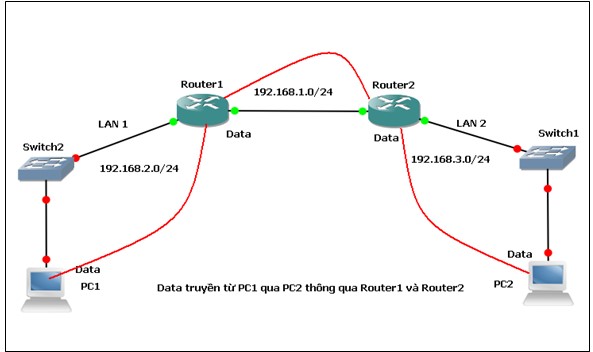 Router1
192.168.1.0/24
Router2
LAN 1
Data
Data
LAN 2
Switch1
Switch2
192.168.2.0/24
192.168.3.0/24
Data
PC1
Data
PC2
Data truyền từ PC1 qua PC2 thông qua Router1 và Router2